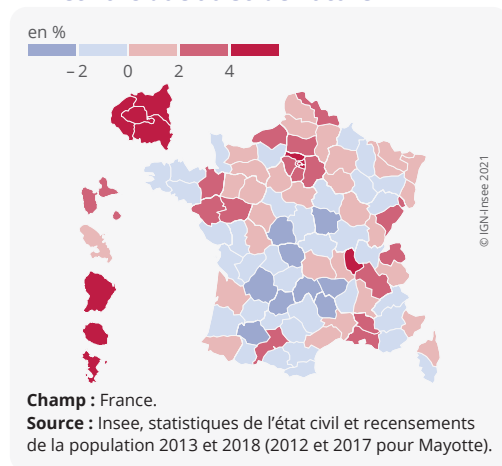 en %
− 2 0 2 4
© IGN-Insee 2021
Champ : France.
Source : Insee, statistiques de l’état civil et recensements
de la population 2013 et 2018 (2012 et 2017 pour Mayotte).